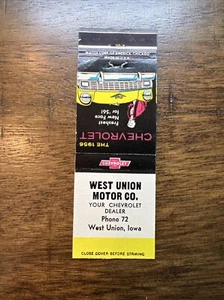 THE 1956
CHEVROLET
Freshest
New Face
for '56!
CHEVROLET
WEST UNION
MOTOR CO.
YOUR CHEVROLET
DEALER
Phone 72
West Union, Iowa
CLOSE COVER BEFORE STRIKING